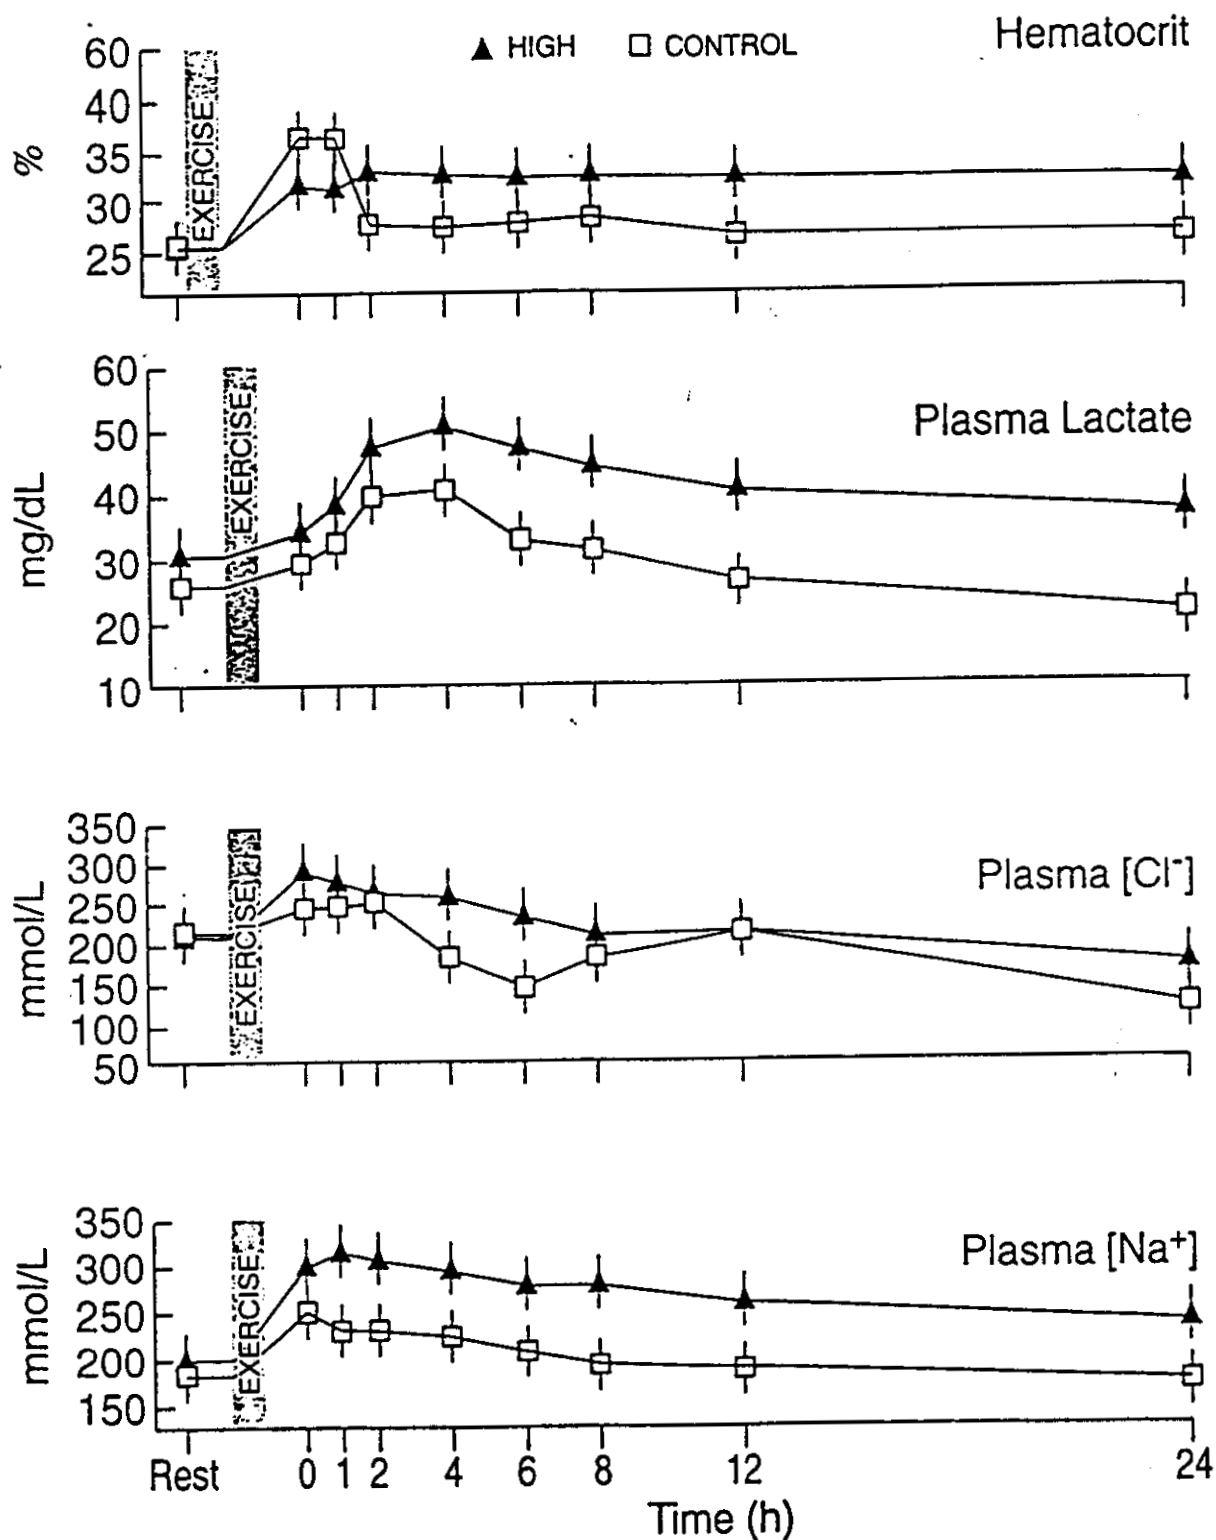 ▲ HIGH □ CONTROL
Hematocrit
60
40
35
30
25
%
EXERCISE
Plasma Lactate
60
50
40
30
20
10
mg/dL
EXERCISE
Plasma [Cl⁻]
350
300
250
200
150
100
50
mmol/L
EXERCISE
Plasma [Na⁺]
350
300
250
200
150
mmol/L
EXERCISE
Rest 0 1 2 4 6 8 12 24
Time (h)